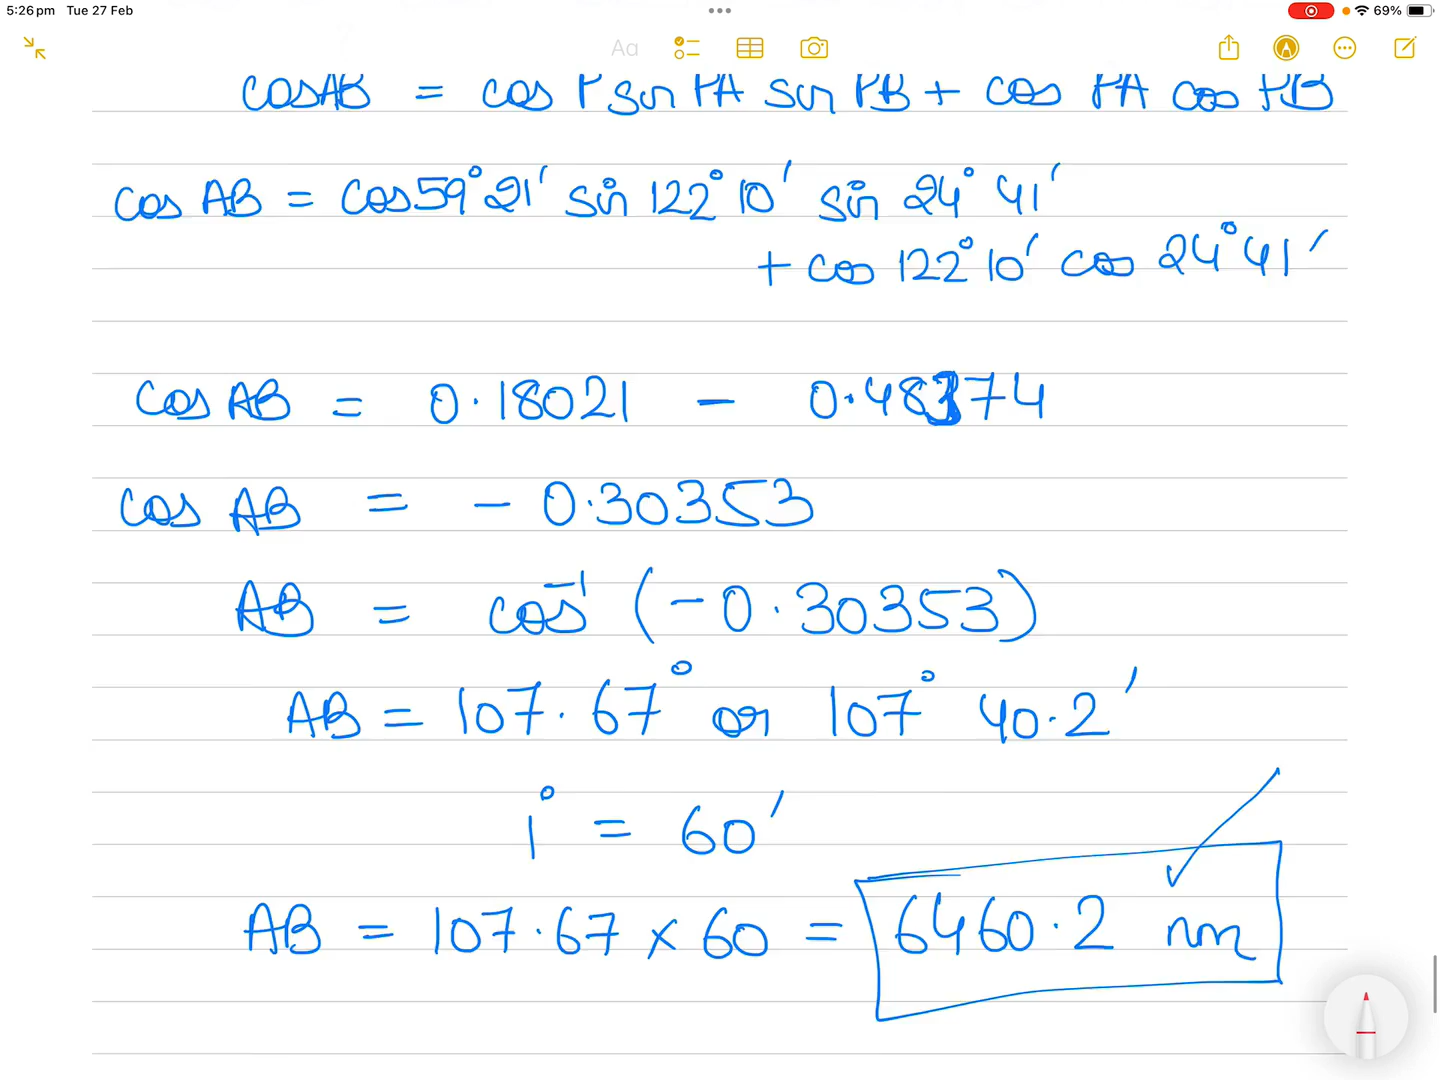 5:26 pm Tue 27 Feb 69%
Aa
cos AB = cos P sin PA sin PB + cos PA cos PB
cos AB = cos 59° 21′ sin 122° 10′ sin 24° 41′
+ cos 122° 10′ cos 24° 41′
cos AB = 0.18021 - 0.48374
cos AB = - 0.30353
AB = cos⁻¹ (-0.30353)
AB = 107.67° or 107° 40.2′
1° = 60′
AB = 107.67 × 60 = 6460.2 nm